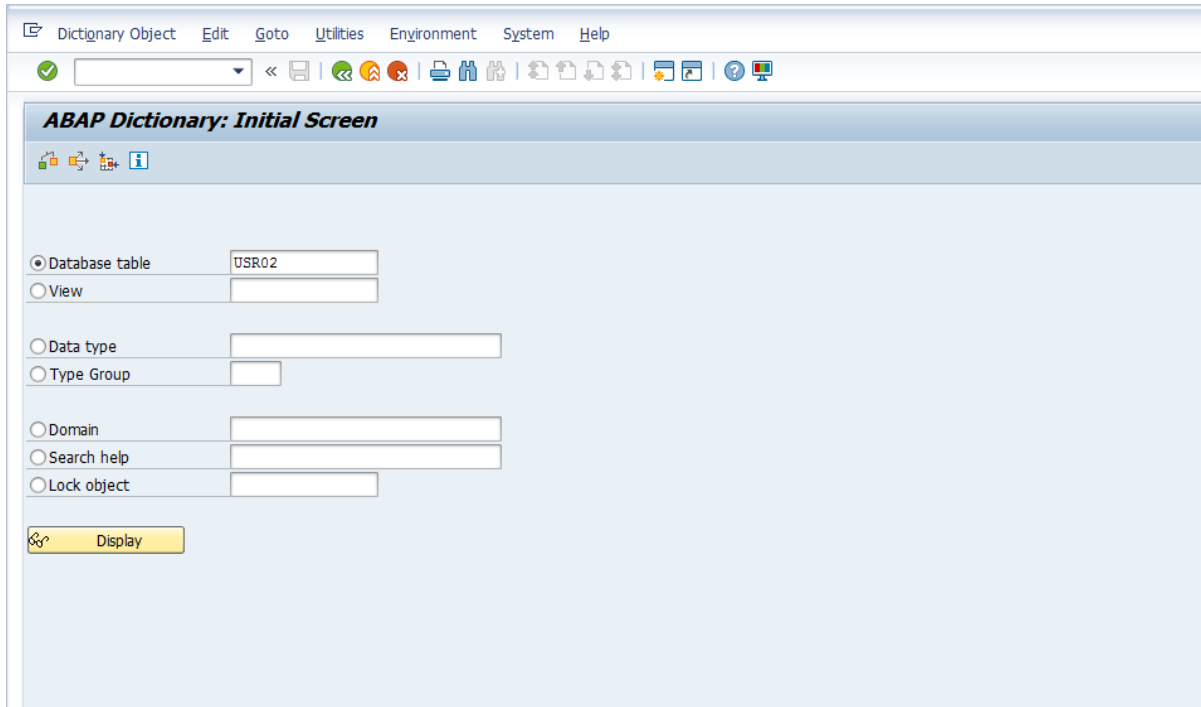 Dictionary Object Edit Goto Utilities Environment System Help
ABAP Dictionary: Initial Screen
Database table USR02
View
Data type
Type Group
Domain
Search help
Lock object
Display